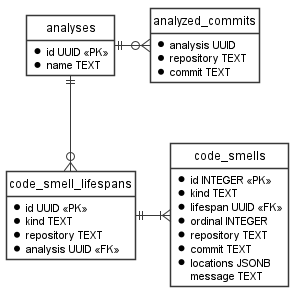 analyses
● id UUID «PK»
● name TEXT
analyzed_commits
● analysis UUID
● repository TEXT
● commit TEXT
code_smell_lifespans
● id UUID «PK»
● kind TEXT
● repository TEXT
● analysis UUID «FK»
code_smells
● id INTEGER «PK»
● kind TEXT
● lifespan UUID «FK»
● ordinal INTEGER
● repository TEXT
● commit TEXT
● locations JSONB
message TEXT